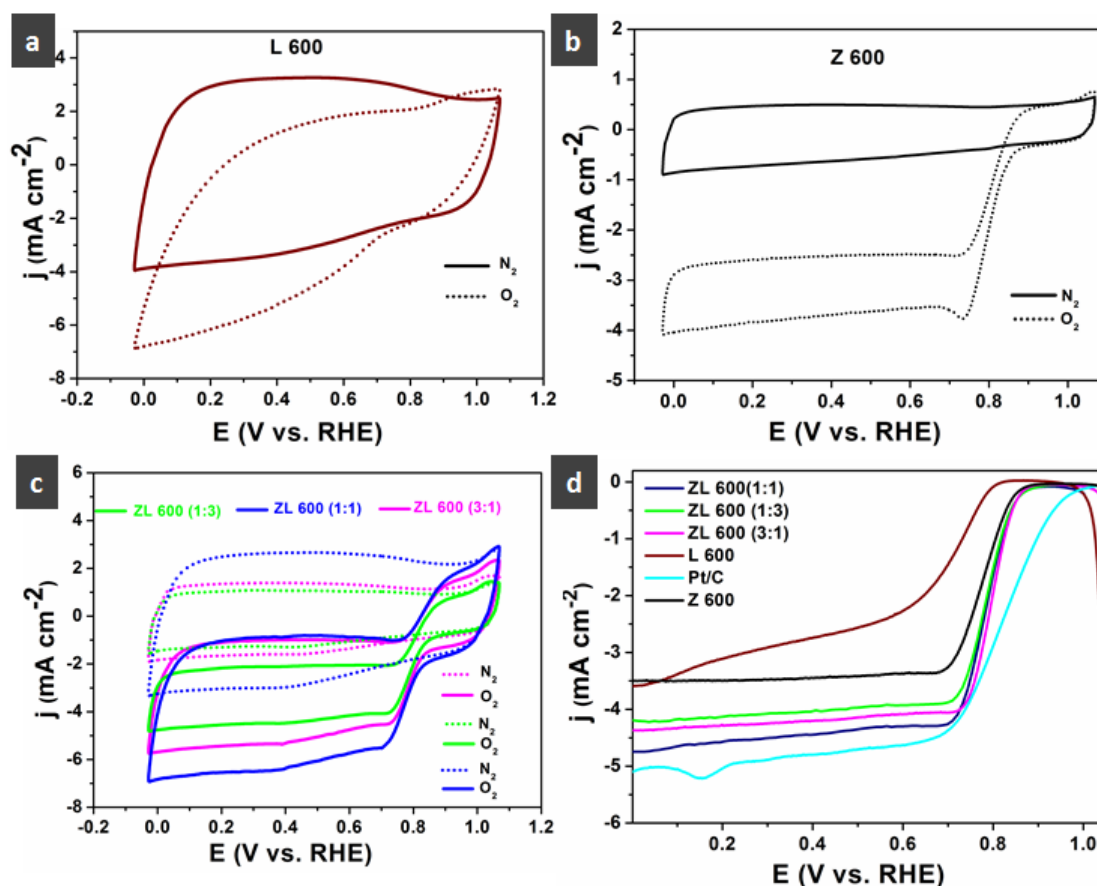 a
L 600
j (mA cm-2)
4
2
0
-2
-4
-6
-8
N2
O2
-0.2 0.0 0.2 0.4 0.6 0.8 1.0 1.2
E (V vs. RHE)
b
Z 600
j (mA cm-2)
2
1
0
-1
-2
-3
-4
-5
N2
O2
0.0 0.2 0.4 0.6 0.8 1.0
E (V vs. RHE)
c
ZL 600 (1:3) ZL 600 (1:1) ZL 600 (3:1)
j (mA cm-2)
6
4
2
0
-2
-4
-6
-8
N2
O2
N2
O2
N2
O2
-0.2 0.0 0.2 0.4 0.6 0.8 1.0 1.2
E (V vs. RHE)
d
ZL 600(1:1)
ZL 600 (1:3)
ZL 600 (3:1)
L 600
Pt/C
Z 600
j (mA cm-2)
0
-1
-2
-3
-4
-5
-6
0.2 0.4 0.6 0.8 1.0
E (V vs. RHE)